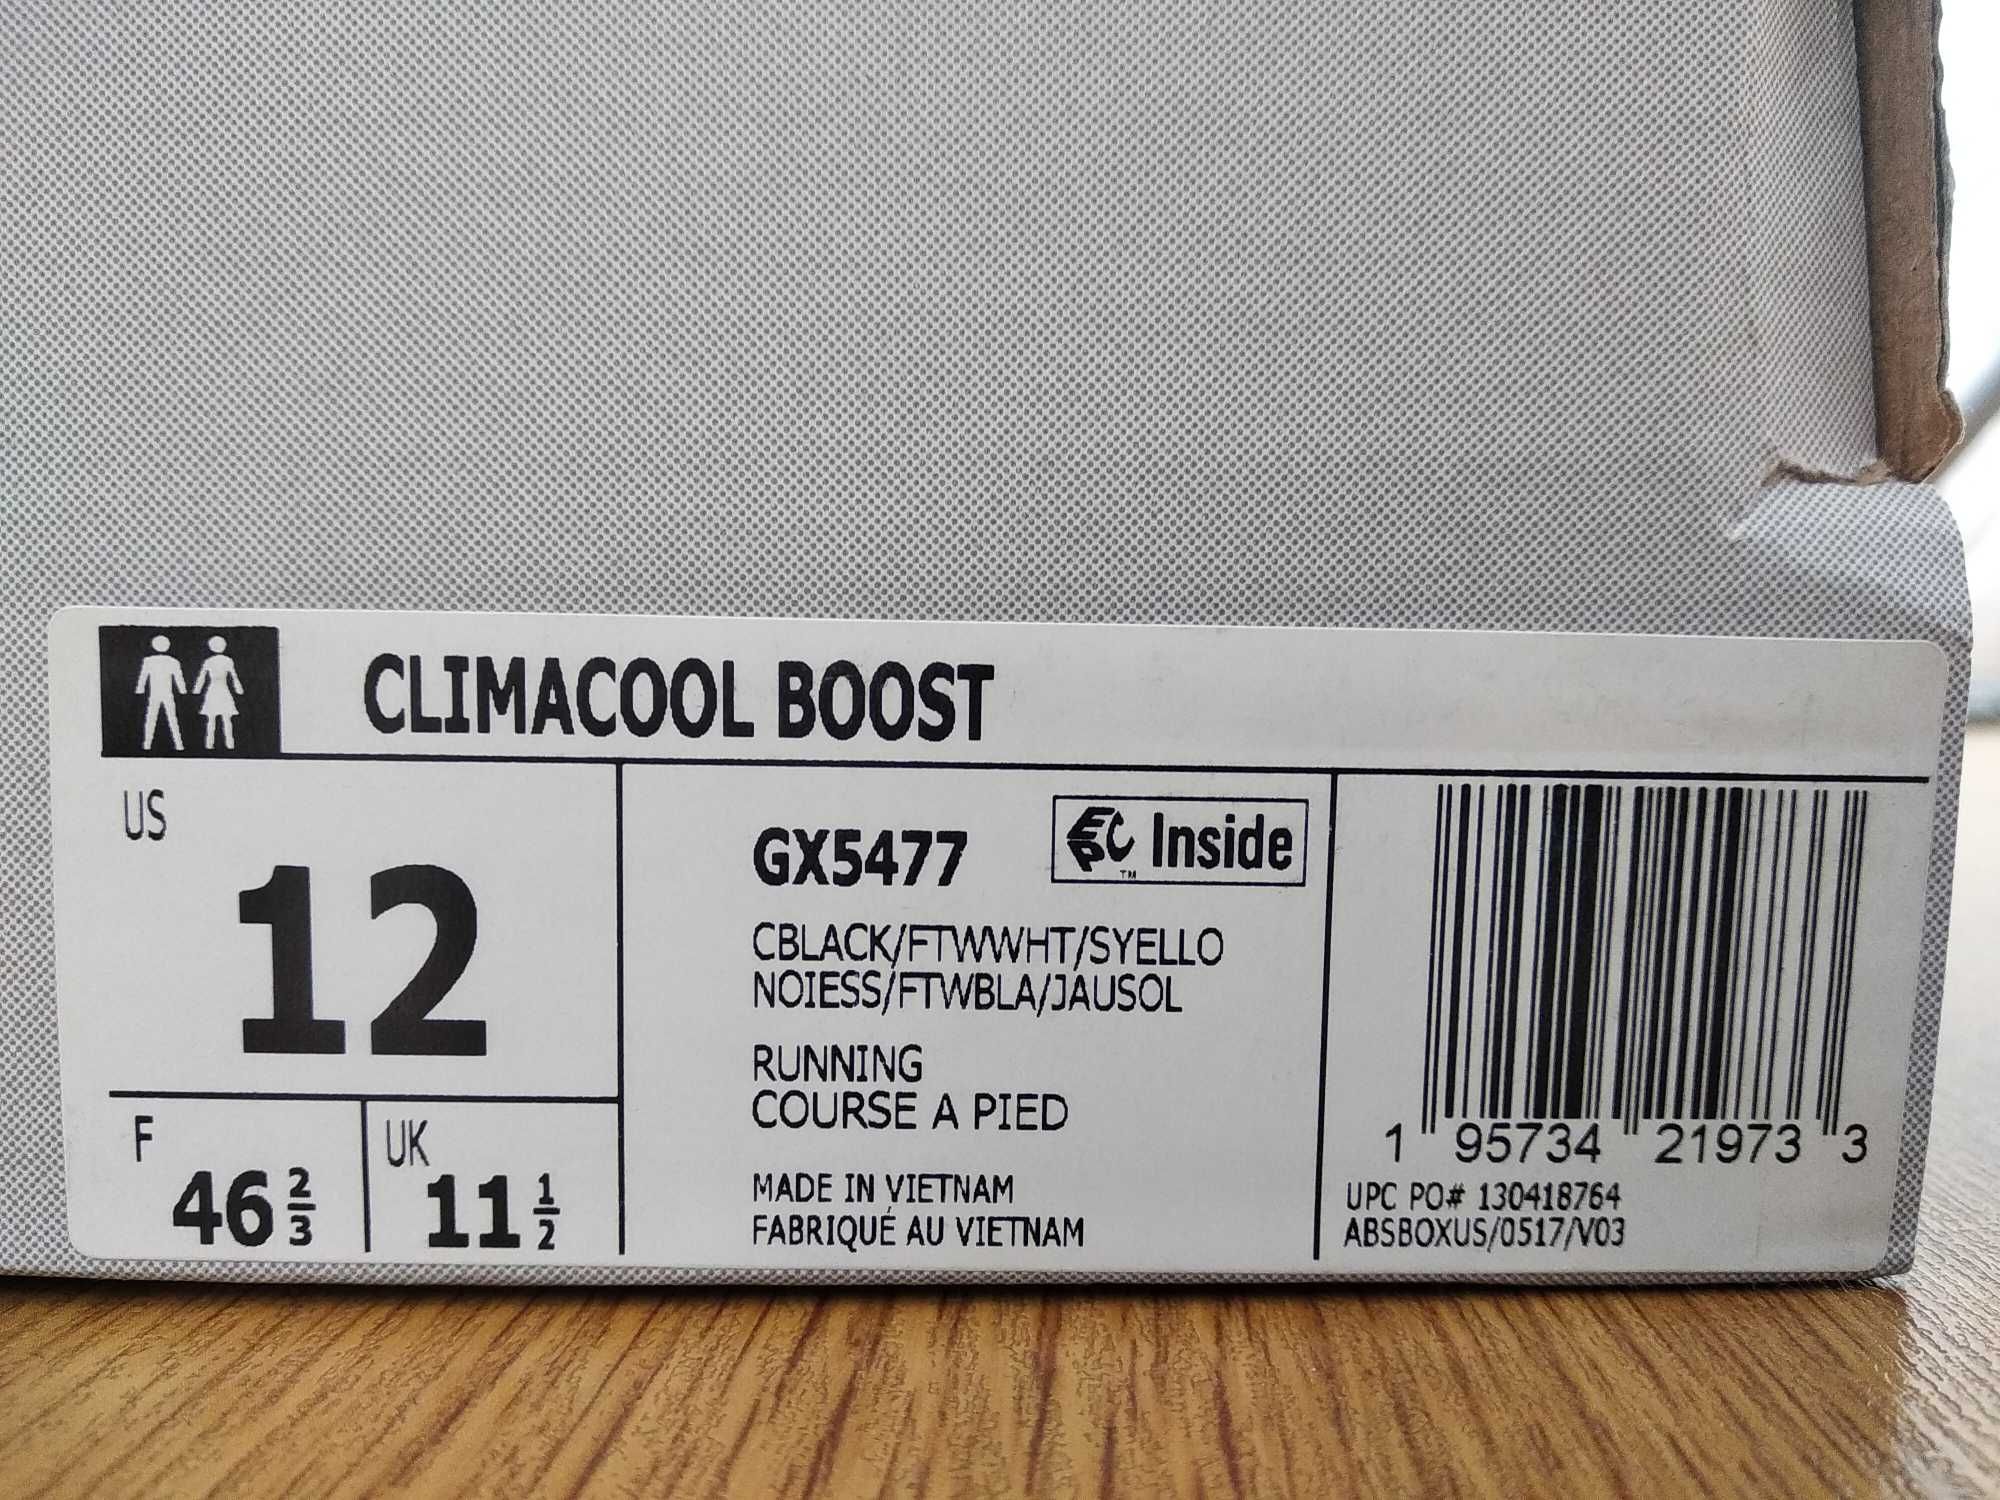 CLIMACOOL BOOST
US
12
F
46 2/3
UK
11 1/2
GX5477
EPC Inside
™
CBLACK/FTWWHT/SYELLO
NOIESS/FTWBLA/JAUSOL
RUNNING
COURSE A PIED
MADE IN VIETNAM
FABRIQUÉ AU VIETNAM
1 95734 21973 3
UPC PO# 130418764
ABSBOXUS/0517/V03